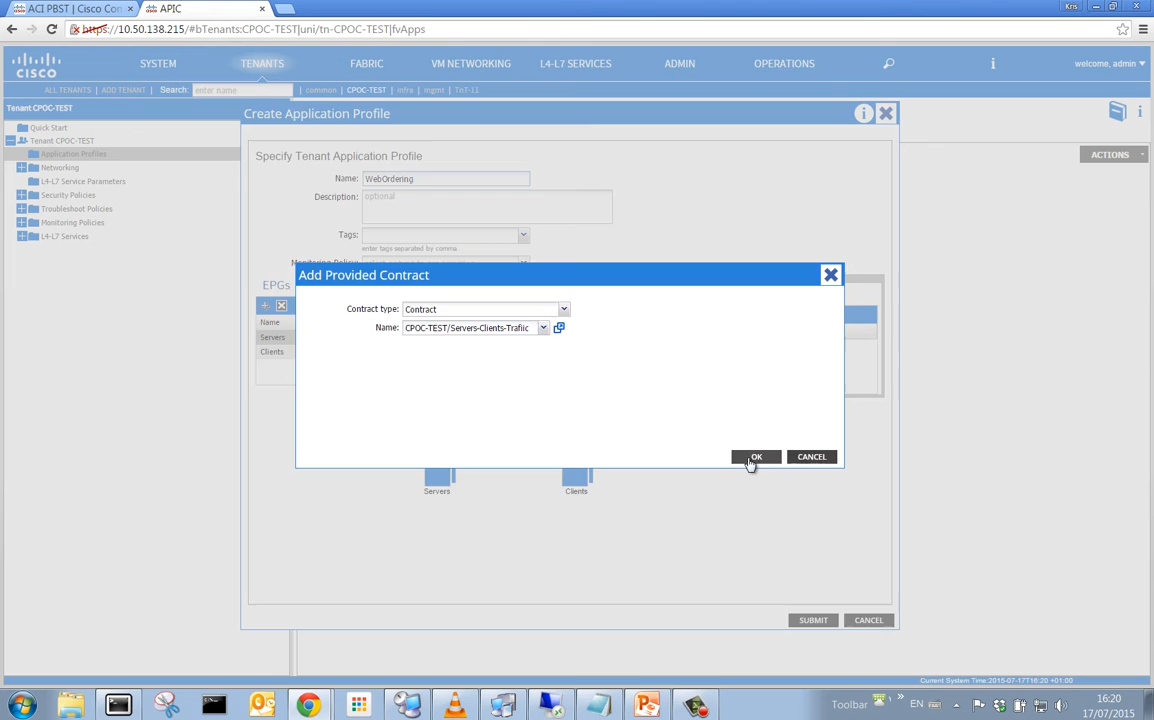 ACI PBST | Cisco Con
APIC
Kris
https://10.50.138.215/#bTenants:CPOC-TEST|uni/tn-CPOC-TEST|fvApps
CISCO
SYSTEM
TENANTS
FABRIC
VM NETWORKING
L4-L7 SERVICES
ADMIN
OPERATIONS
welcome, admin
ALL TENANTS | ADD TENANT | Search: enter name | common | CPOC-TEST | infra | mgmt | TnT-11
Tenant CPOC-TEST
Quick Start
Tenant CPOC-TEST
Application Profiles
Networking
L4-L7 Service Parameters
Security Policies
Troubleshoot Policies
Monitoring Policies
L4-L7 Services
ACTIONS
Create Application Profile
Specify Tenant Application Profile
Name: WebOrdering
Description: optional
Tags:
enter tags separated by comma
EPGs
Name
Servers
Clients
Add Provided Contract
Contract type: Contract
Name: CPOC-TEST/Servers-Clients-Trafiic
OK
CANCEL
Servers
Clients
SUBMIT
CANCEL
Current System Time:2015-07-17T16:20 +01:00
Toolbar
EN
16:20
17/07/2015